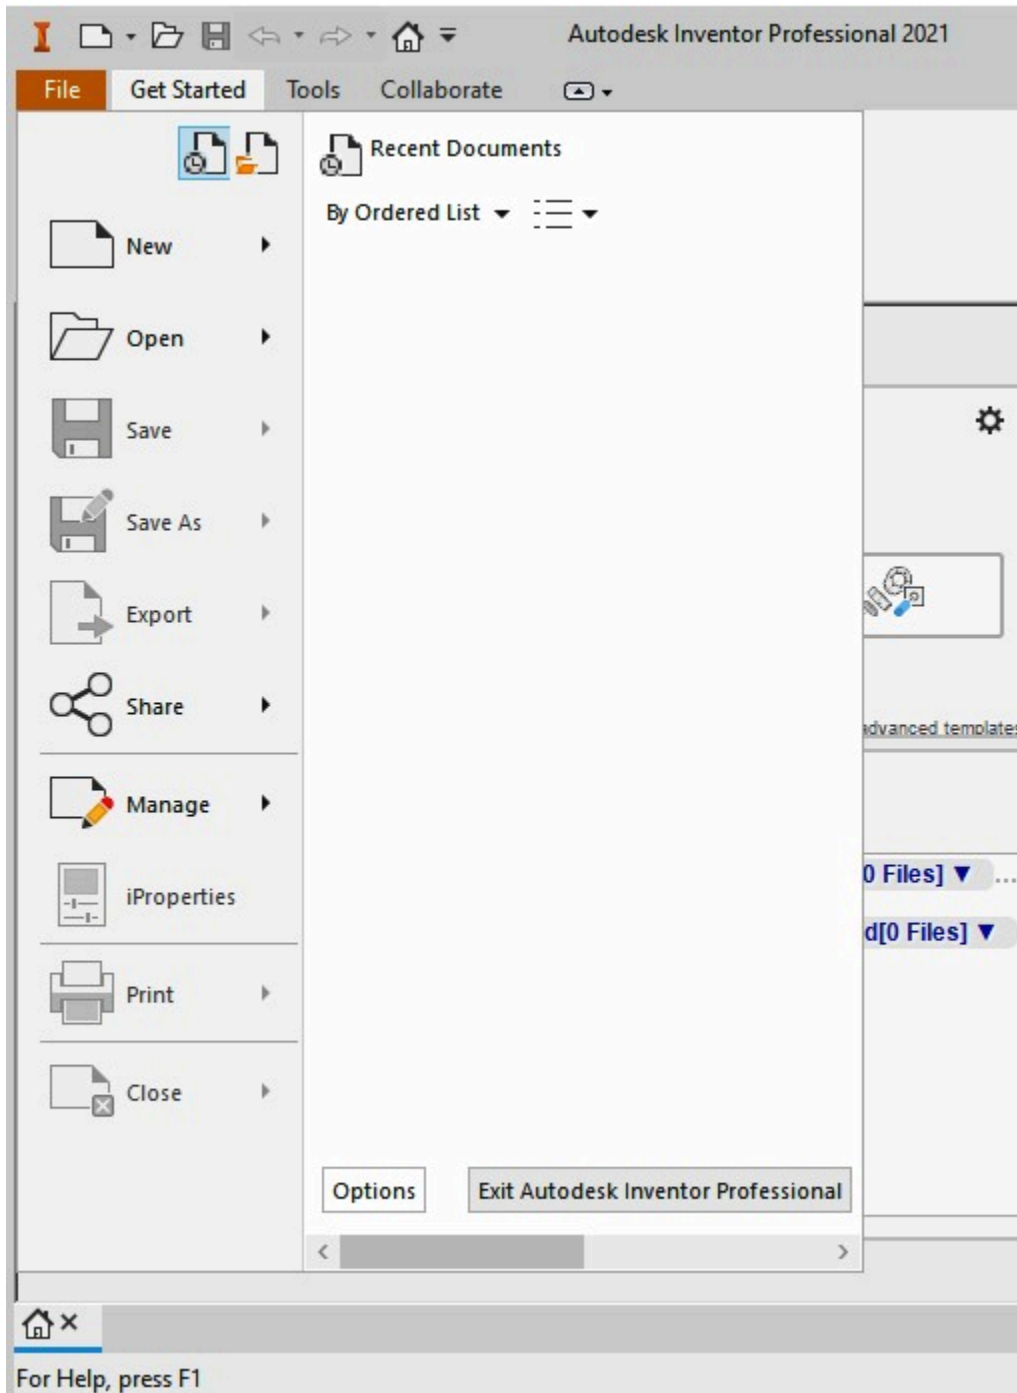 Autodesk Inventor Professional 2021
File Get Started Tools Collaborate
Recent Documents
By Ordered List
New
Open
Save
Save As
Export
Share
Manage
iProperties
Print
Close
Options Exit Autodesk Inventor Professional
advanced templates
0 Files] ▼ ...
d[0 Files] ▼
For Help, press F1